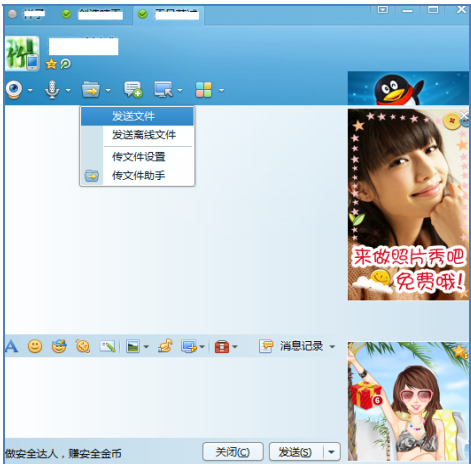 竹
发送文件
发送离线文件
传文件设置
传文件助手
来做照片秀吧
免费哦!
A
消息记录
6
做安全达人，赚安全金币
关闭(C)
发送(S)